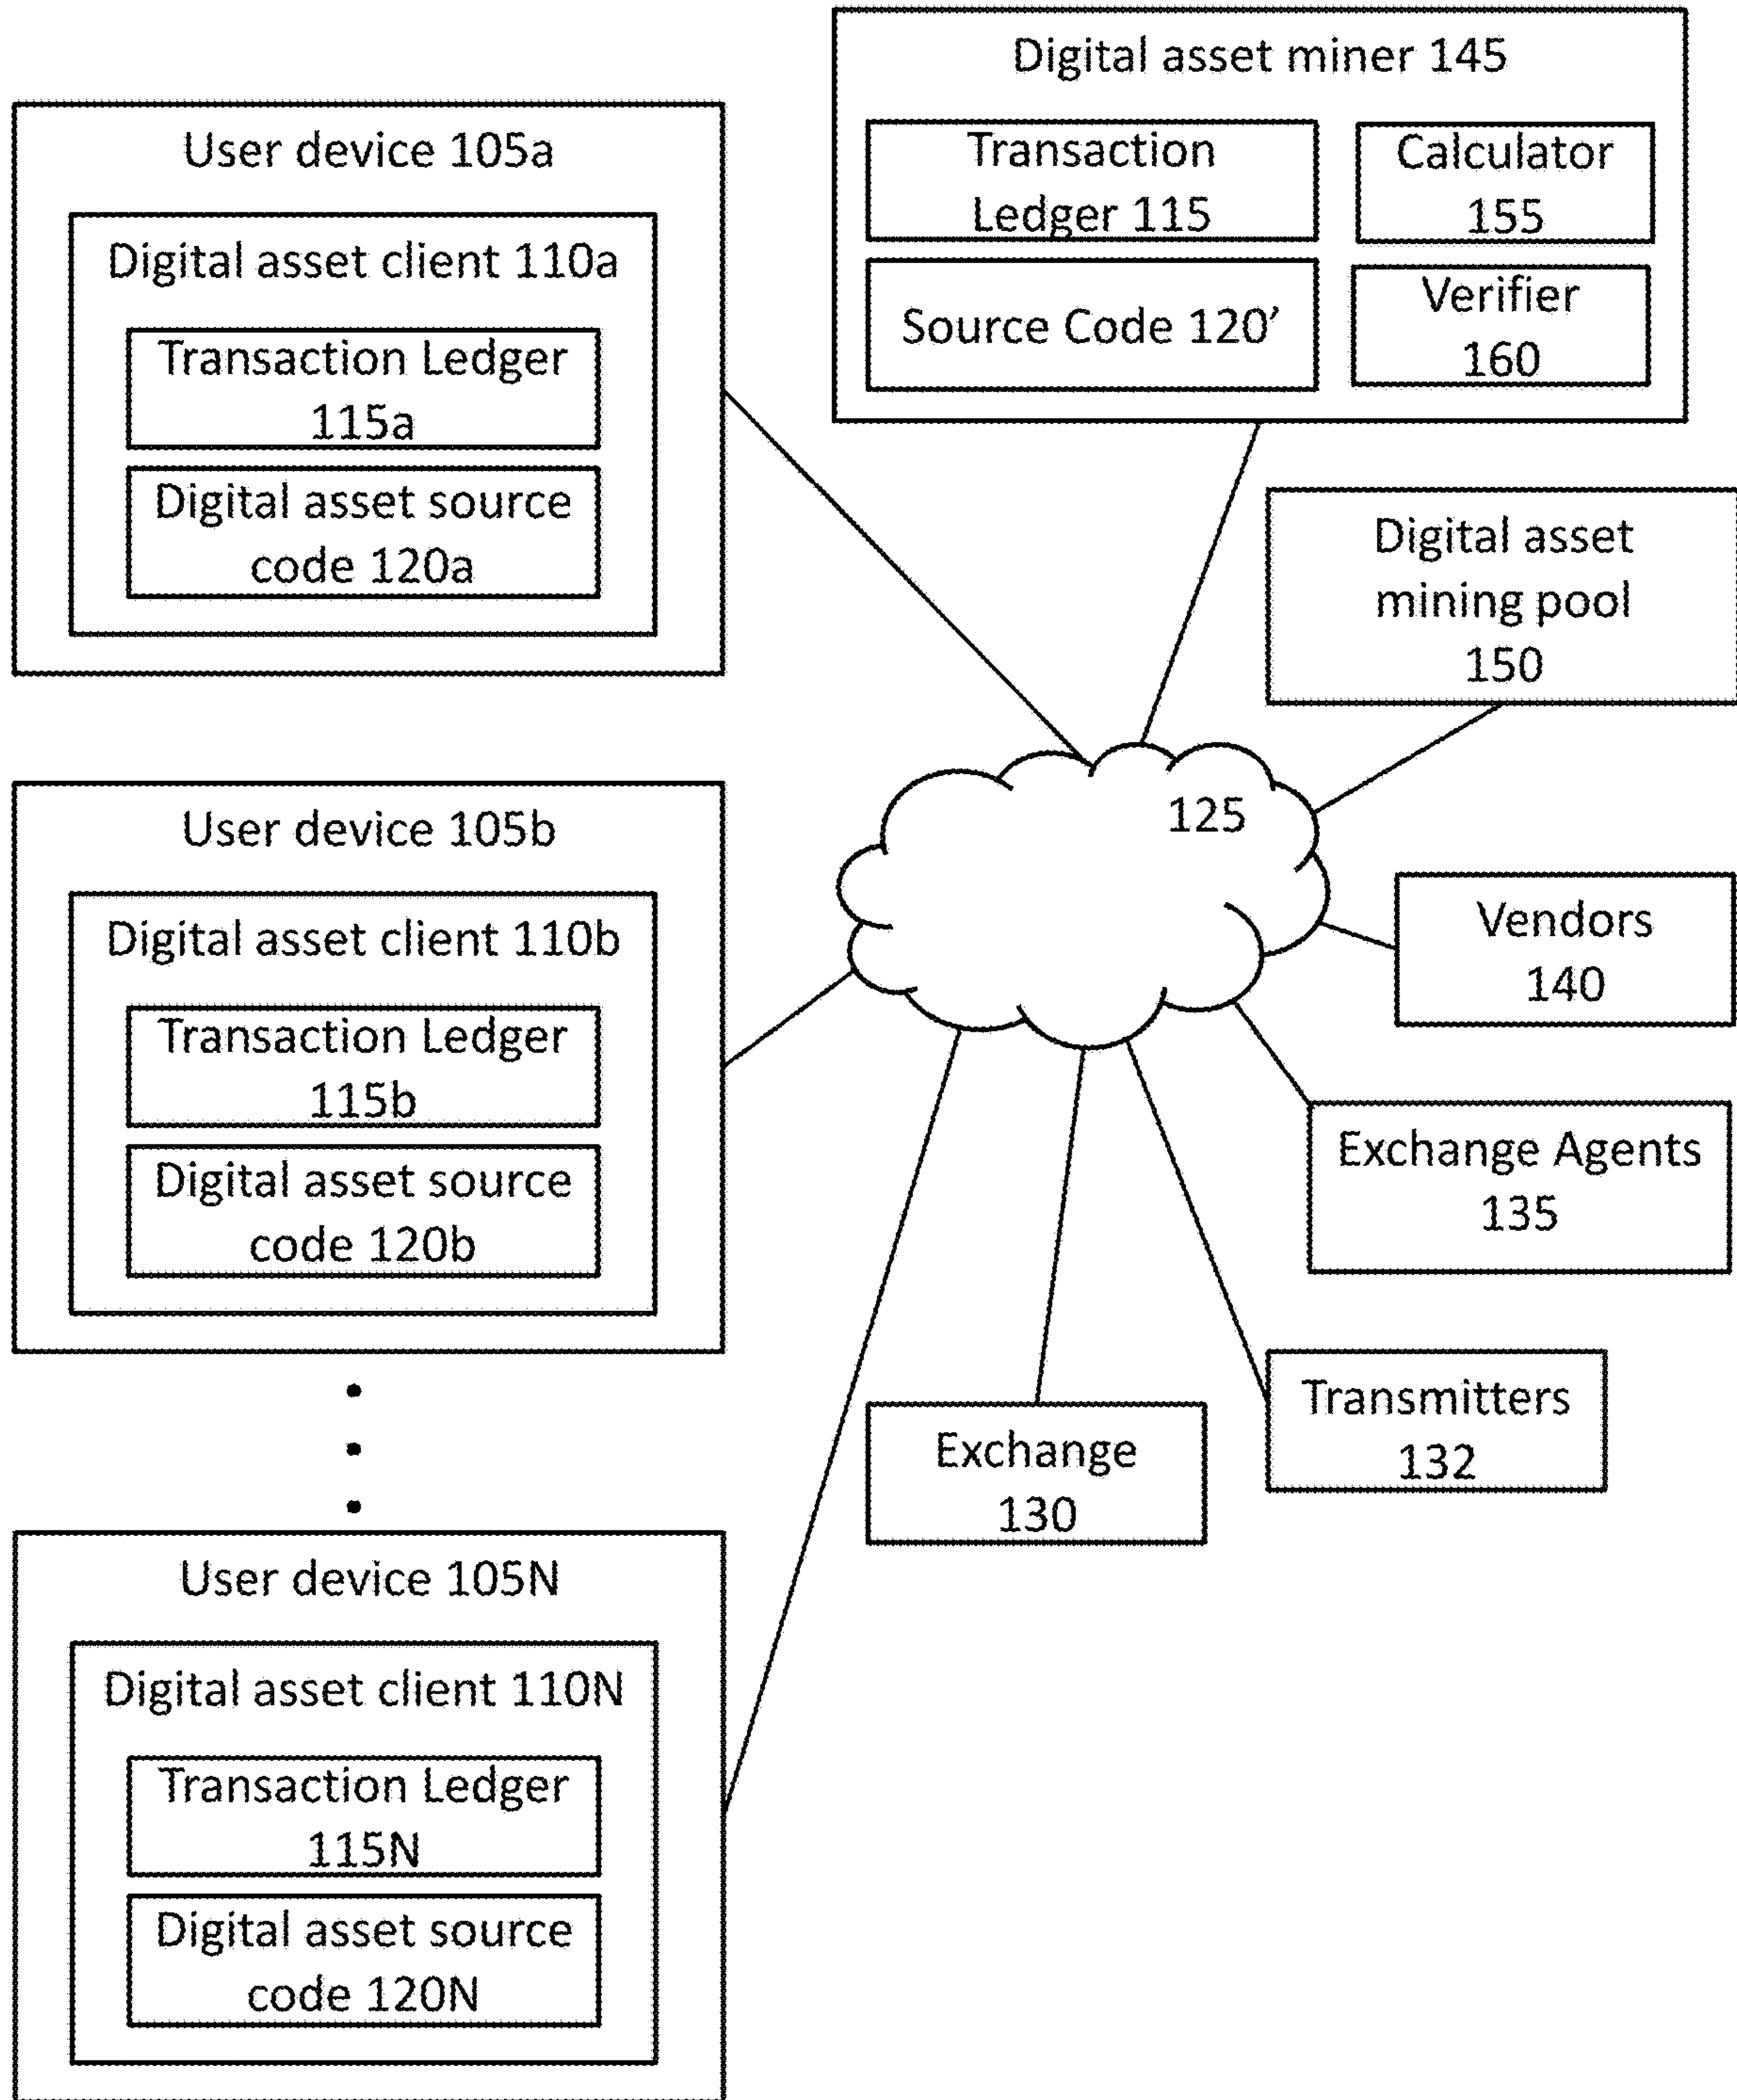 User device 105a
Digital asset client 110a
Transaction Ledger
115a
Digital asset source
code 120a
Digital asset miner 145
Transaction
Ledger 115
Calculator
155
Source Code 120’
Verifier
160
Digital asset
mining pool
150
125
Vendors
140
Exchange Agents
135
Transmitters
132
Exchange
130
User device 105b
Digital asset client 110b
Transaction Ledger
115b
Digital asset source
code 120b
User device 105N
Digital asset client 110N
Transaction Ledger
115N
Digital asset source
code 120N